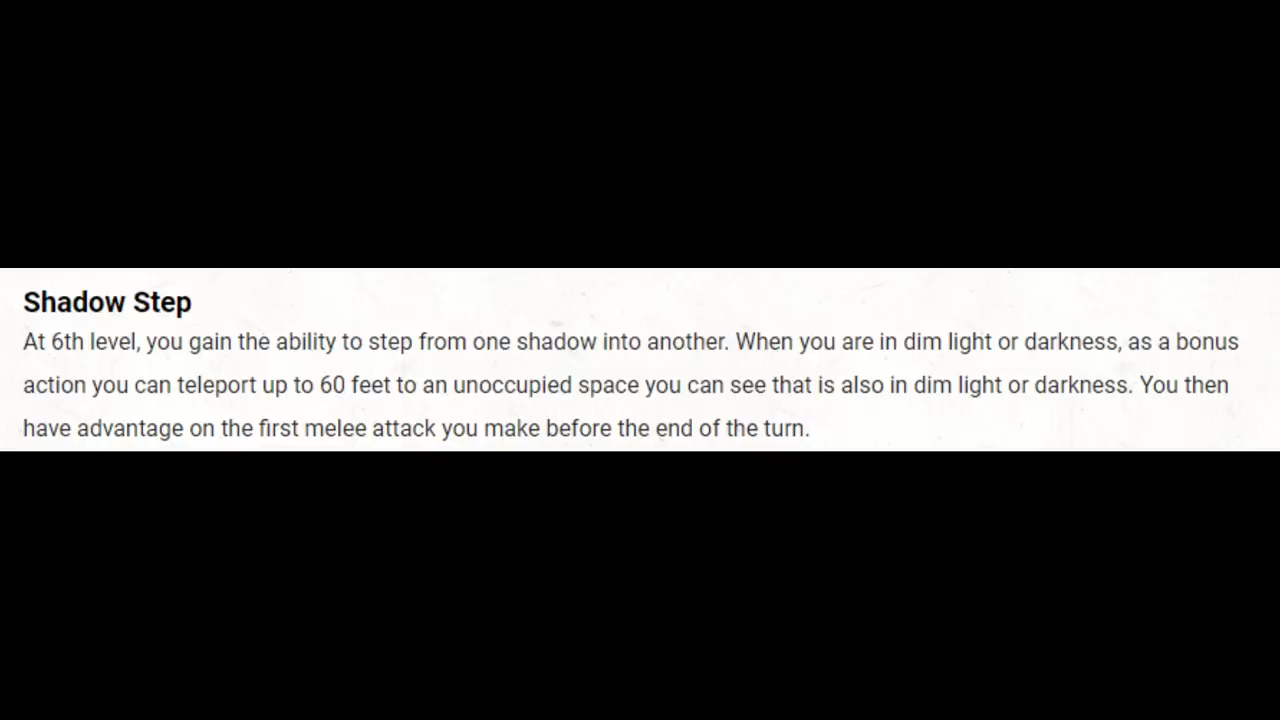 Shadow Step
At 6th level, you gain the ability to step from one shadow into another. When you are in dim light or darkness, as a bonus
action you can teleport up to 60 feet to an unoccupied space you can see that is also in dim light or darkness. You then
have advantage on the first melee attack you make before the end of the turn.